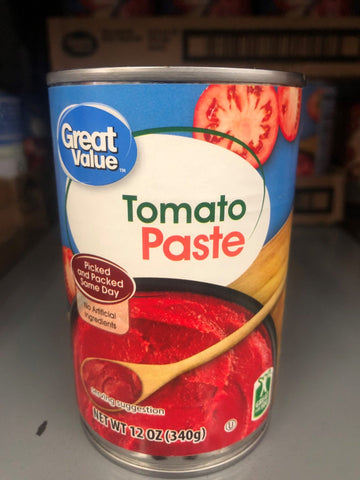 Great
Value
TM
Tomato
Paste
Picked
and Packed
Same Day
No Artificial
Ingredients
serving suggestion
NET WT 12 OZ (340g)
U